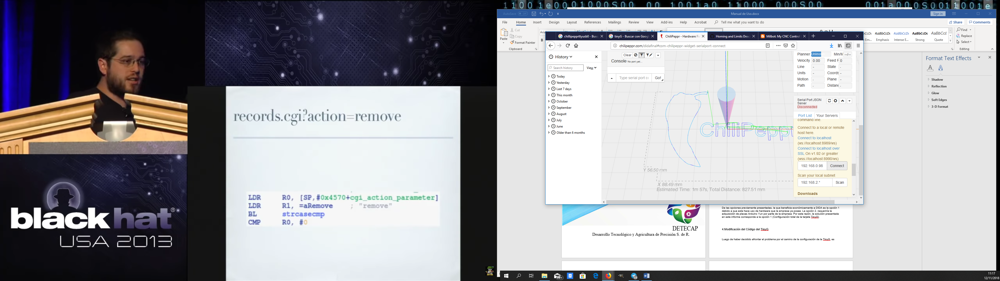 records.cgi?action=remove
LDR R0, [SP,#0x4570+cgi_action_parameter]
LDR R1, =aRemove ; "remove"
BL strcasecmp
CMP R0, #0
blackhat®
USA 2013
AutoSave Off
Manual de Uso.docx
Sign in
File Home Insert Design Layout References Mailings Review View Add-ins Help Acrobat Tell me what you want to do
Share Comments
Paste
Cut
Copy
Format Painter
Clipboard
B
Emphasis
Intense E...
Strong
Quote
Find
Replace
Select
Editing
chillipepprttyusb0 - Busc
tinyG - Buscar con Googl
ChiliPeppr - Hardware Fi
Homing and Limits Desc
Milbot: My CNC Control
chilipeppr.com/didafinal#com-chilipeppr-widget-serialport-connect
History
Search history
View
Today
Yesterday
Last 7 days
This month
October
September
August
July
June
Older than 6 months
Clear
Console No port yet...
Type serial port co
Go!
ChiliPeppr
Y 56.50 mm
X 88.49 mm
Estimated Time: 1m 57s, Total Distance: 827.51 mm
Planner Unkno Min/M --/--
Velocity 0.00 Feed R 0
Line - State -
Units - Coords -
Motion - Plane -
Path - Distanc -
Serial Port JSON
Server
Disconnected
Port List Your Servers
command line.
Connect to a local or remote
host here.
Connect to localhost
(ws://localhost:8989/ws)
Connect to localhost over
SSL On v1.92 or greater
(wss://localhost:8990/ws)
192.168.0.98 Connect
Scan your local subnet
192.168.2.* Scan
Downloads
Format Text Effects
Shadow
Reflection
Glow
Soft Edges
3-D Format
DETECAP
Desarrollo Tecnológico y Agricultura de Precisión S. de R.
De las opciones previamente presentadas, la que beneficia económicamente a DIDA es la opción 1
debido a que esta hace uso de hardware que la empresa ya posee. La opción 2, requeriría la
adquisición de placas Arduino Yun por parte de la empresa. Por esta razón, la solución presentada
en este informe corresponde a la opción 1 (Configuración total de la tarjeta TinyG).
4.Modificación del Código del TinyG
Luego de haber decidido afrontar el problema por el camino de la configuración de la TinyG, es
99+
11:17
12/11/2018